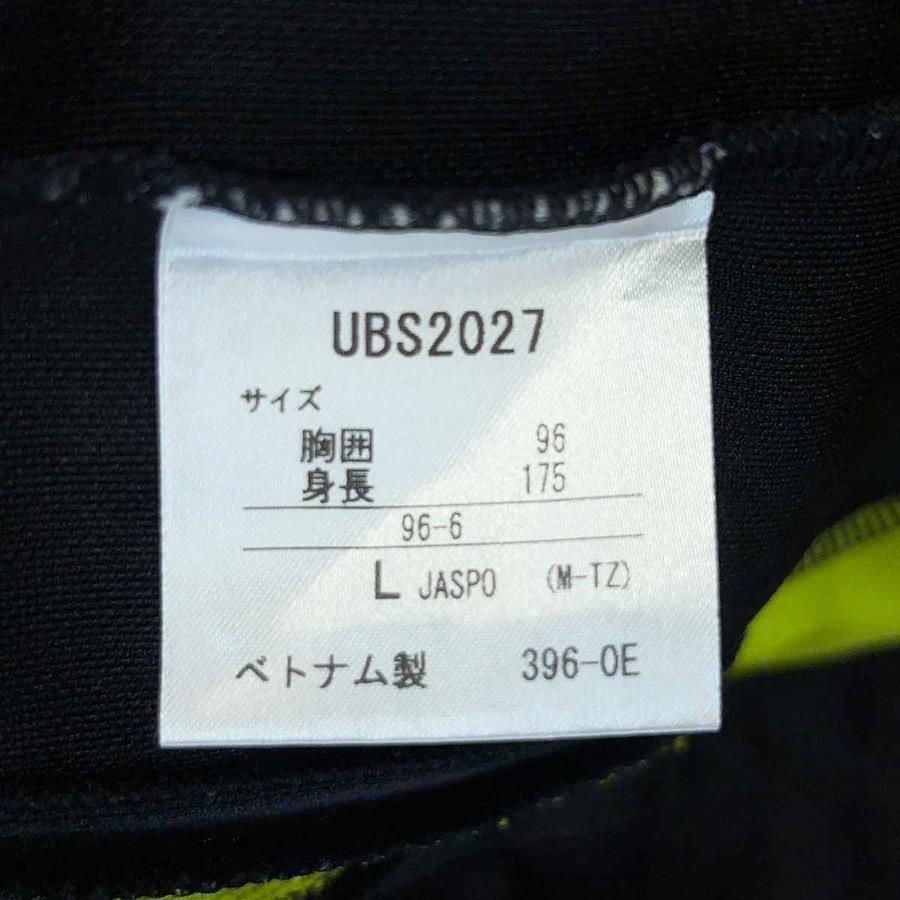 UBS2027
サイズ
胸囲 96
身長 175
96-6
L JASPO (M-TZ)
ベトナム製 396-OE